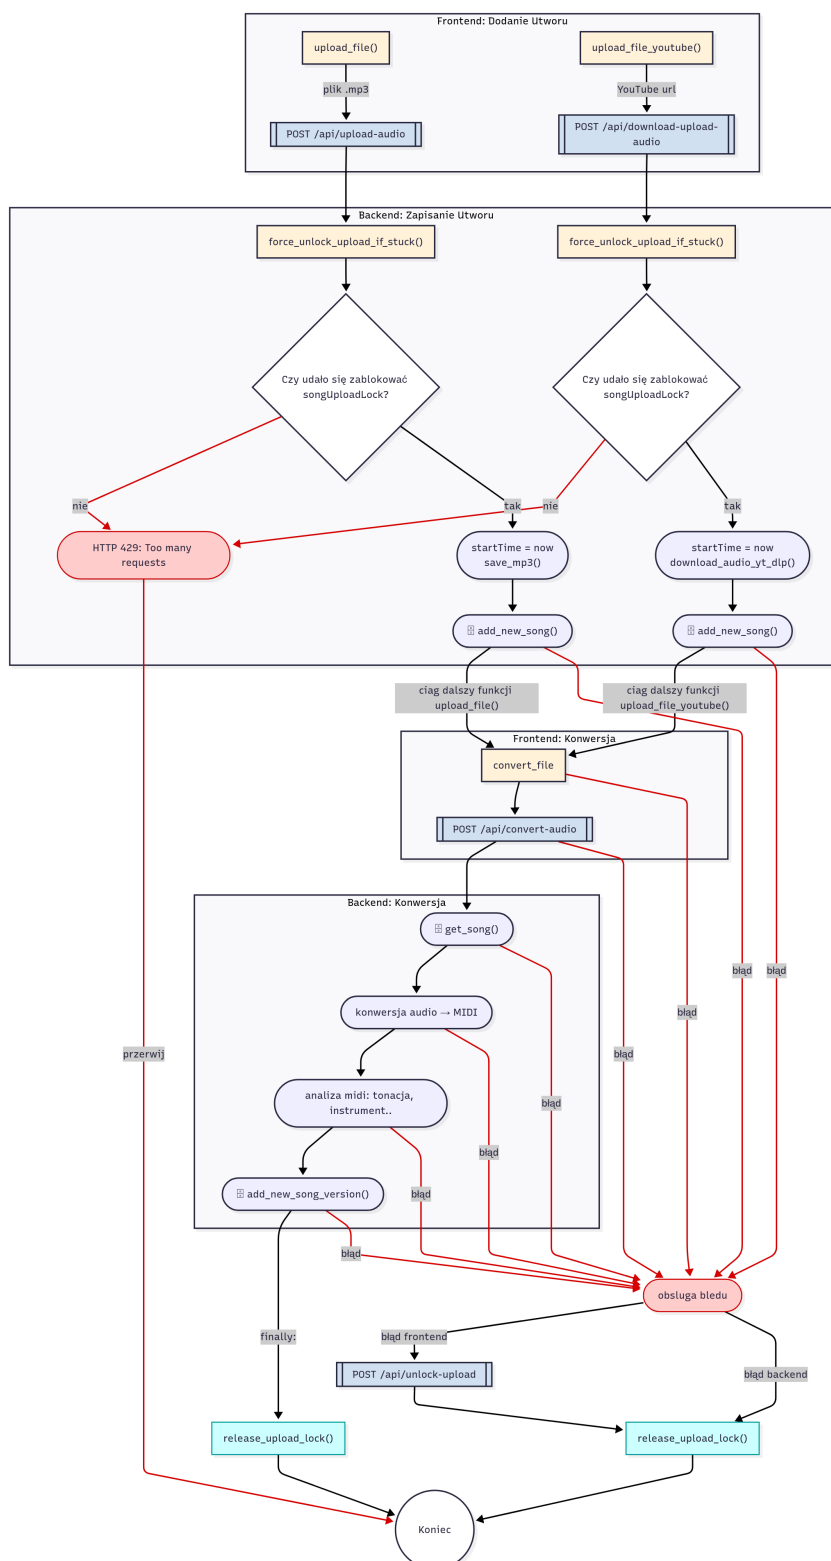 Frontend: Dodanie Utworu
upload_file()
upload_file_youtube()
plik .mp3
YouTube url
POST /api/upload-audio
POST /api/download-upload-
audio
Backend: Zapisanie Utworu
force_unlock_upload_if_stuck()
force_unlock_upload_if_stuck()
Czy udało się zablokować
songUploadLock?
Czy udało się zablokować
songUploadLock?
nie
tak
nie
tak
HTTP 429: Too many
requests
startTime = now
save_mp3()
startTime = now
download_audio_yt_dlp()
add_new_song()
add_new_song()
ciag dalszy funkcji
upload_file()
ciag dalszy funkcji
upload_file_youtube()
Frontend: Konwersja
convert_file
POST /api/convert-audio
Backend: Konwersja
get_song()
błąd
błąd
konwersja audio → MIDI
błąd
przerwij
błąd
analiza midi: tonacja,
instrument..
błąd
błąd
add_new_song_version()
błąd
błąd
obsluga bledu
finally:
błąd frontend
POST /api/unlock-upload
błąd backend
release_upload_lock()
release_upload_lock()
Koniec